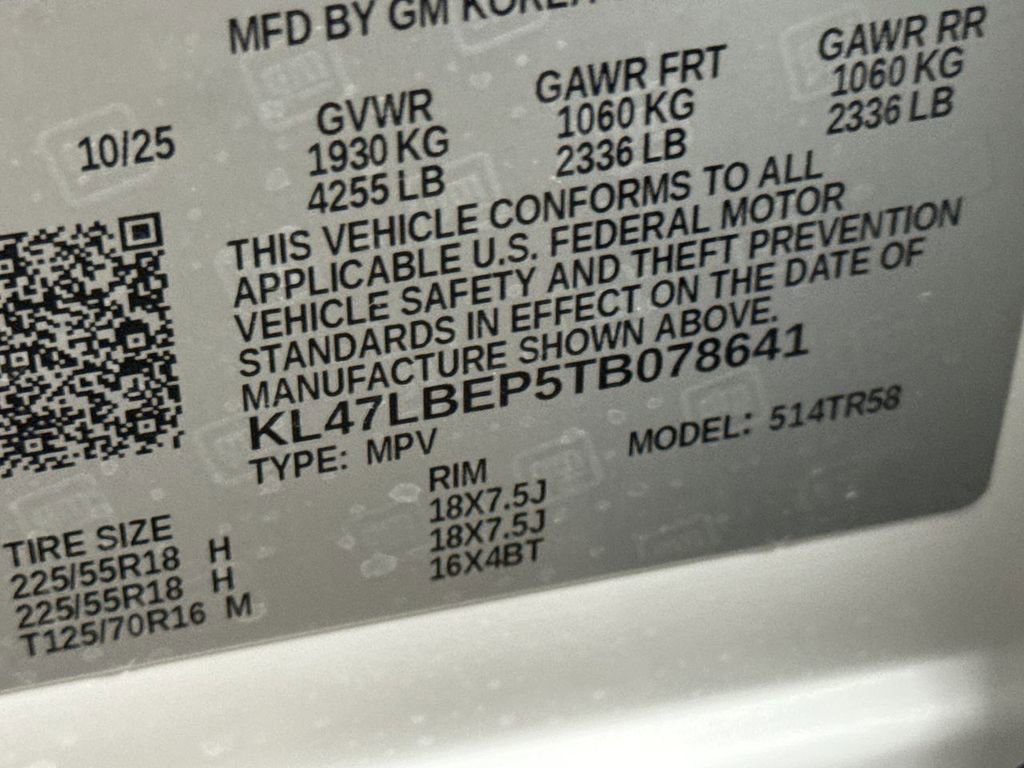 MFD BY GM KOREA
10/25
GVWR
1930 KG
4255 LB
GAWR FRT
1060 KG
2336 LB
GAWR RR
1060 KG
2336 LB
THIS VEHICLE CONFORMS TO ALL
APPLICABLE U.S. FEDERAL MOTOR
VEHICLE SAFETY AND THEFT PREVENTION
STANDARDS IN EFFECT ON THE DATE OF
MANUFACTURE SHOWN ABOVE.
KL47LBEP5TB078641
TYPE: MPV
MODEL: 514TR58
TIRE SIZE
225/55R18 H
225/55R18 H
T125/70R16 M
RIM
18X7.5J
18X7.5J
16X4BT